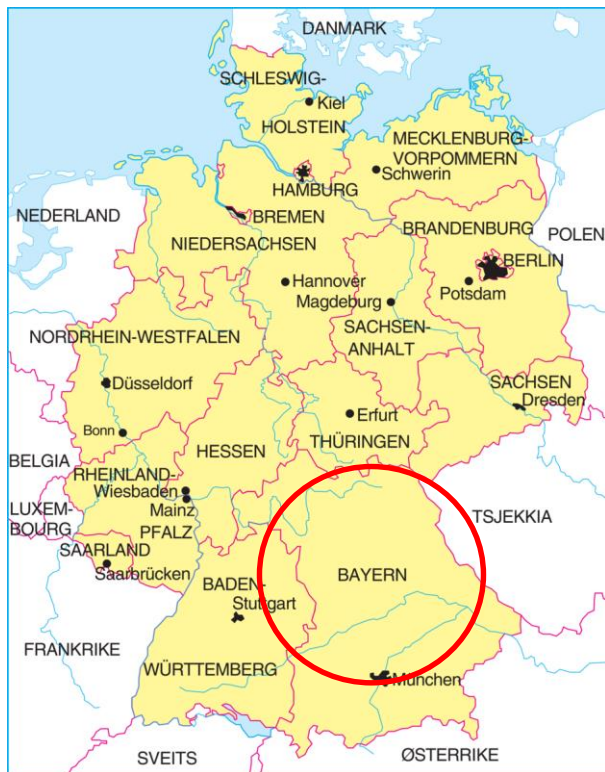 DANMARK
SCHLESWIG-
Kiel
HOLSTEIN
MECKLENBURG-
VORPOMMERN
Schwerin
HAMBURG
NEDERLAND
BREMEN
BRANDENBURG
POLEN
NIEDERSACHSEN
BERLIN
Hannover
Potsdam
Magdeburg
SACHSEN-
ANHALT
NORDRHEIN-WESTFALEN
Düsseldorf
SACHSEN
Dresden
Erfurt
Bonn
THÜRINGEN
HESSEN
BELGIA
RHEINLAND-
Wiesbaden
Mainz
PFALZ
LUXEM-
BOURG
TSJEKKIA
SAARLAND
Saarbrücken
BAYERN
BADEN-
Stuttgart
FRANKRIKE
WÜRTTEMBERG
München
SVEITS
ØSTERRIKE